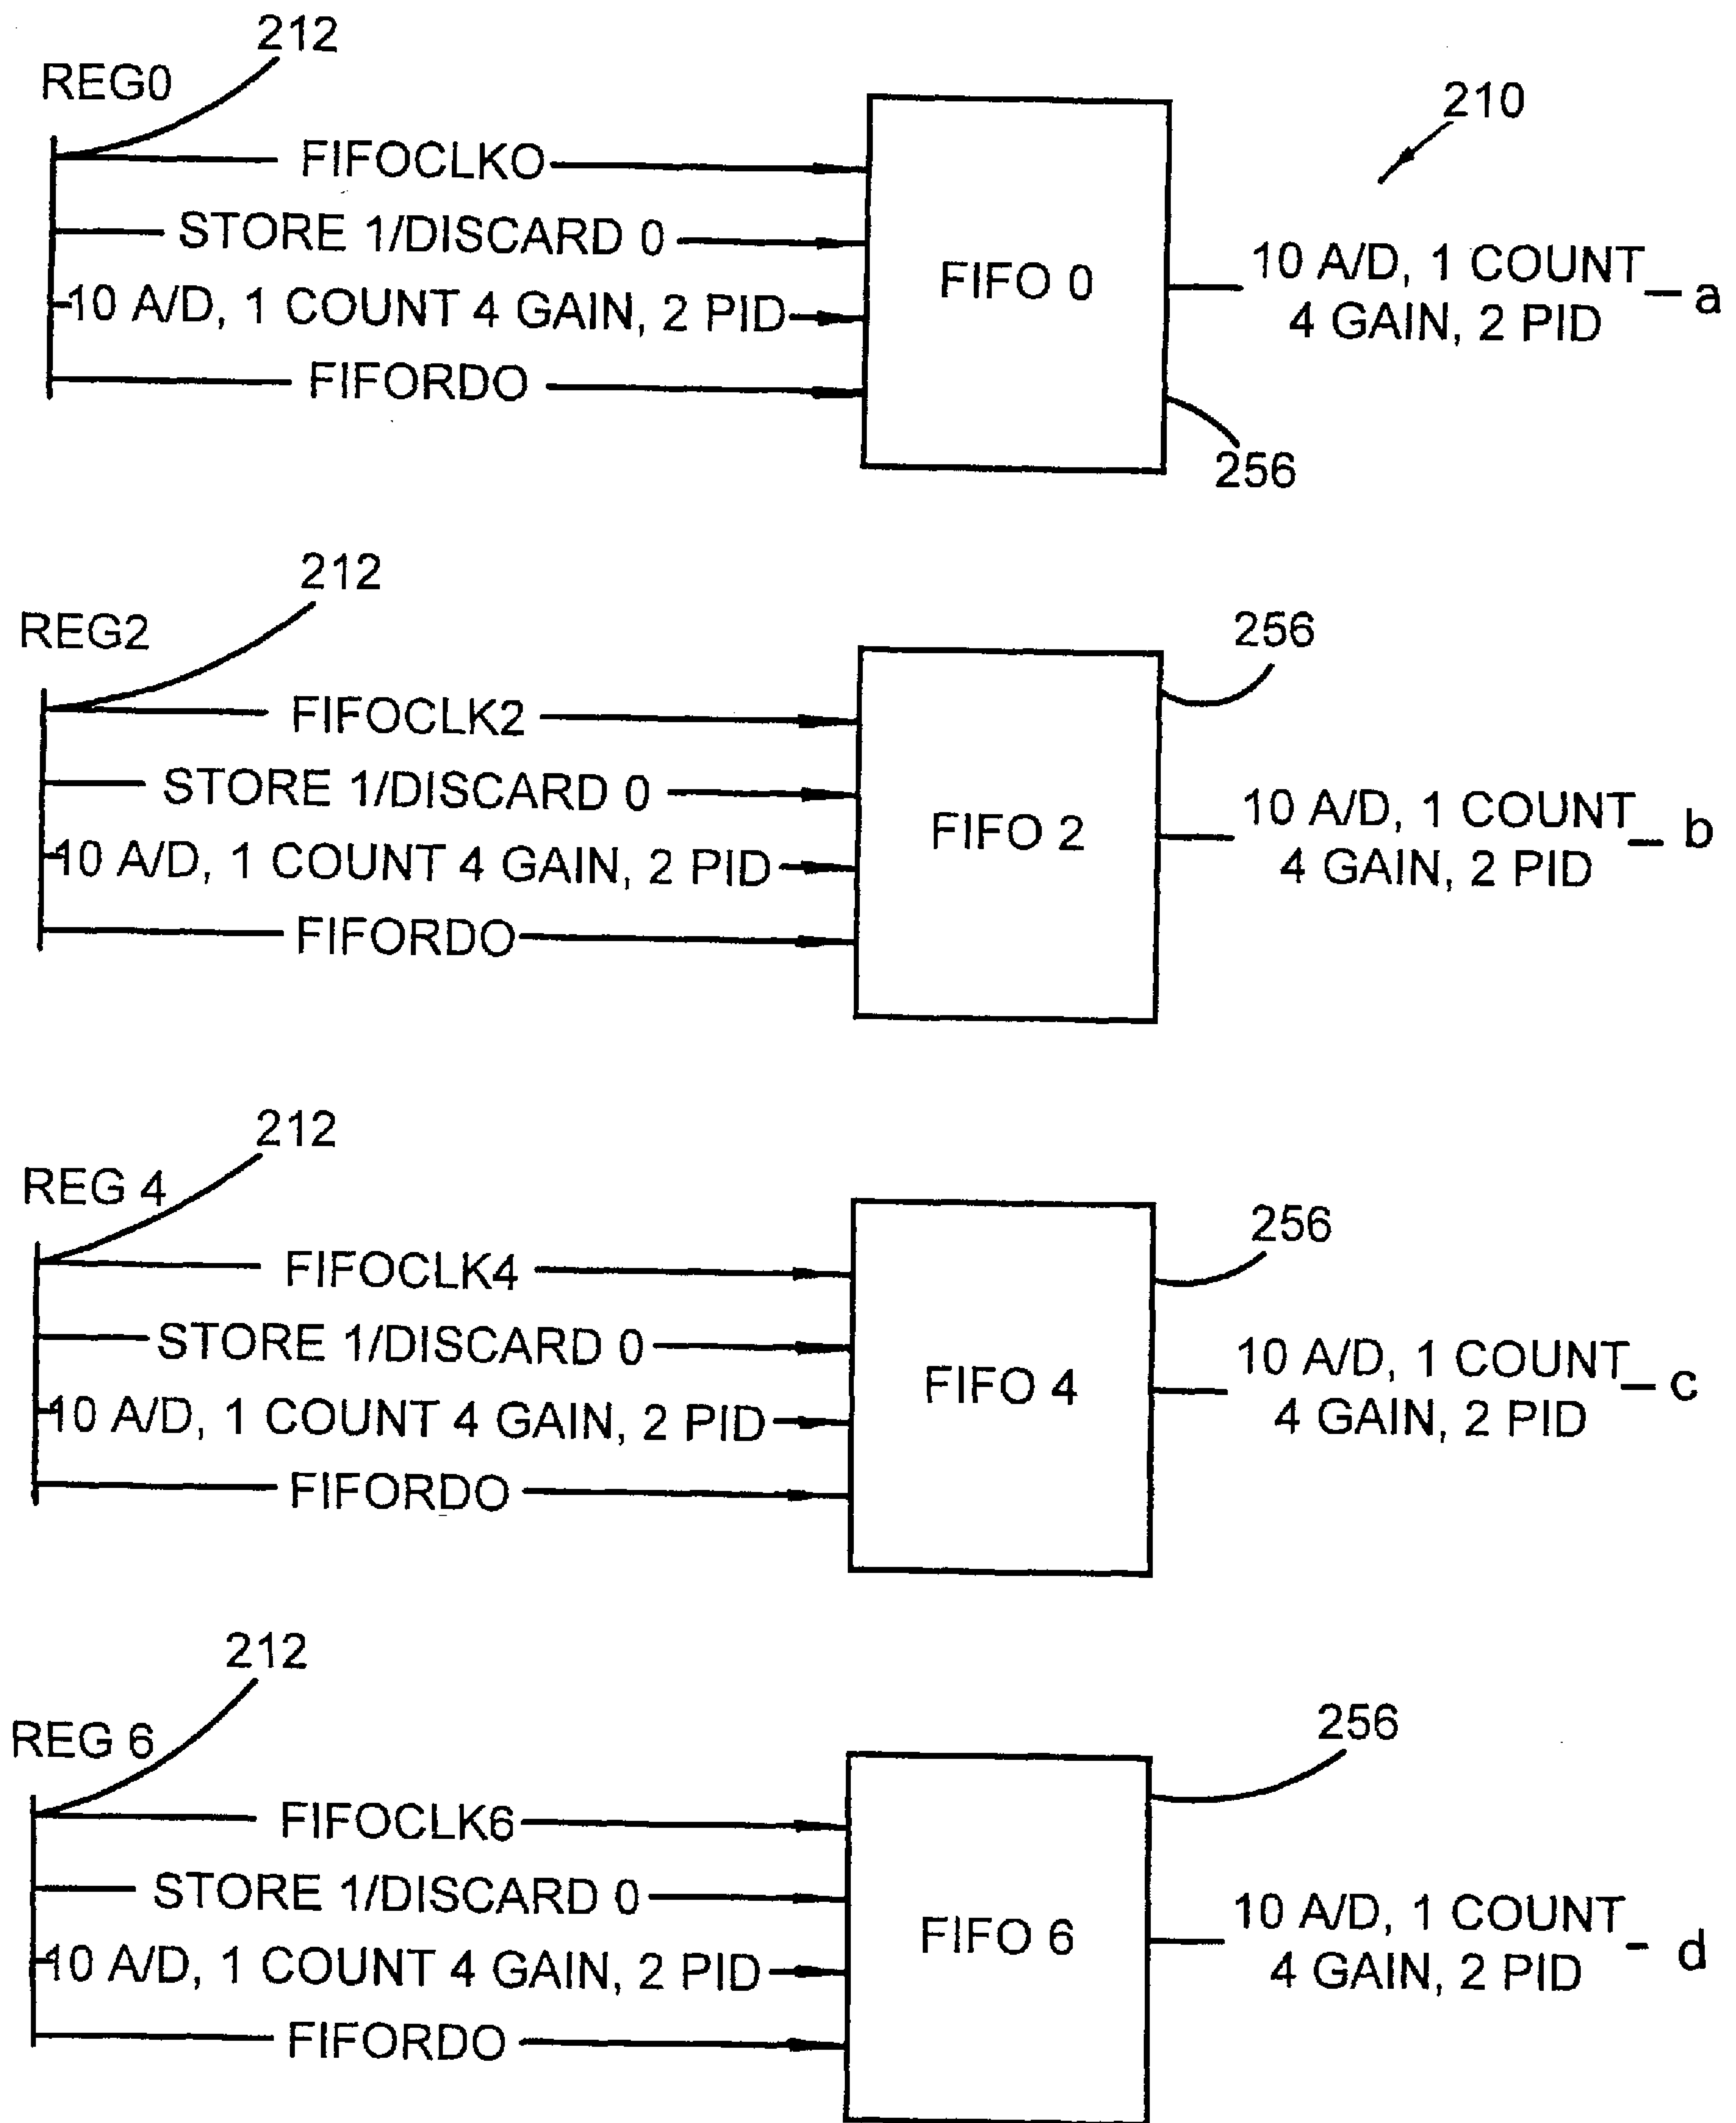 212
REG0
210
FIFOCLKO
STORE 1/DISCARD 0
10 A/D, 1 COUNT 4 GAIN, 2 PID
FIFORDO
FIFO 0
10 A/D, 1 COUNT
4 GAIN, 2 PID
a
256
212
REG2
256
FIFOCLK2
STORE 1/DISCARD 0
10 A/D, 1 COUNT 4 GAIN, 2 PID
FIFORDO
FIFO 2
10 A/D, 1 COUNT
4 GAIN, 2 PID
b
212
REG 4
256
FIFOCLK4
STORE 1/DISCARD 0
10 A/D, 1 COUNT 4 GAIN, 2 PID
FIFORDO
FIFO 4
10 A/D, 1 COUNT
4 GAIN, 2 PID
c
212
REG 6
256
FIFOCLK6
STORE 1/DISCARD 0
10 A/D, 1 COUNT 4 GAIN, 2 PID
FIFORDO
FIFO 6
10 A/D, 1 COUNT
4 GAIN, 2 PID
d